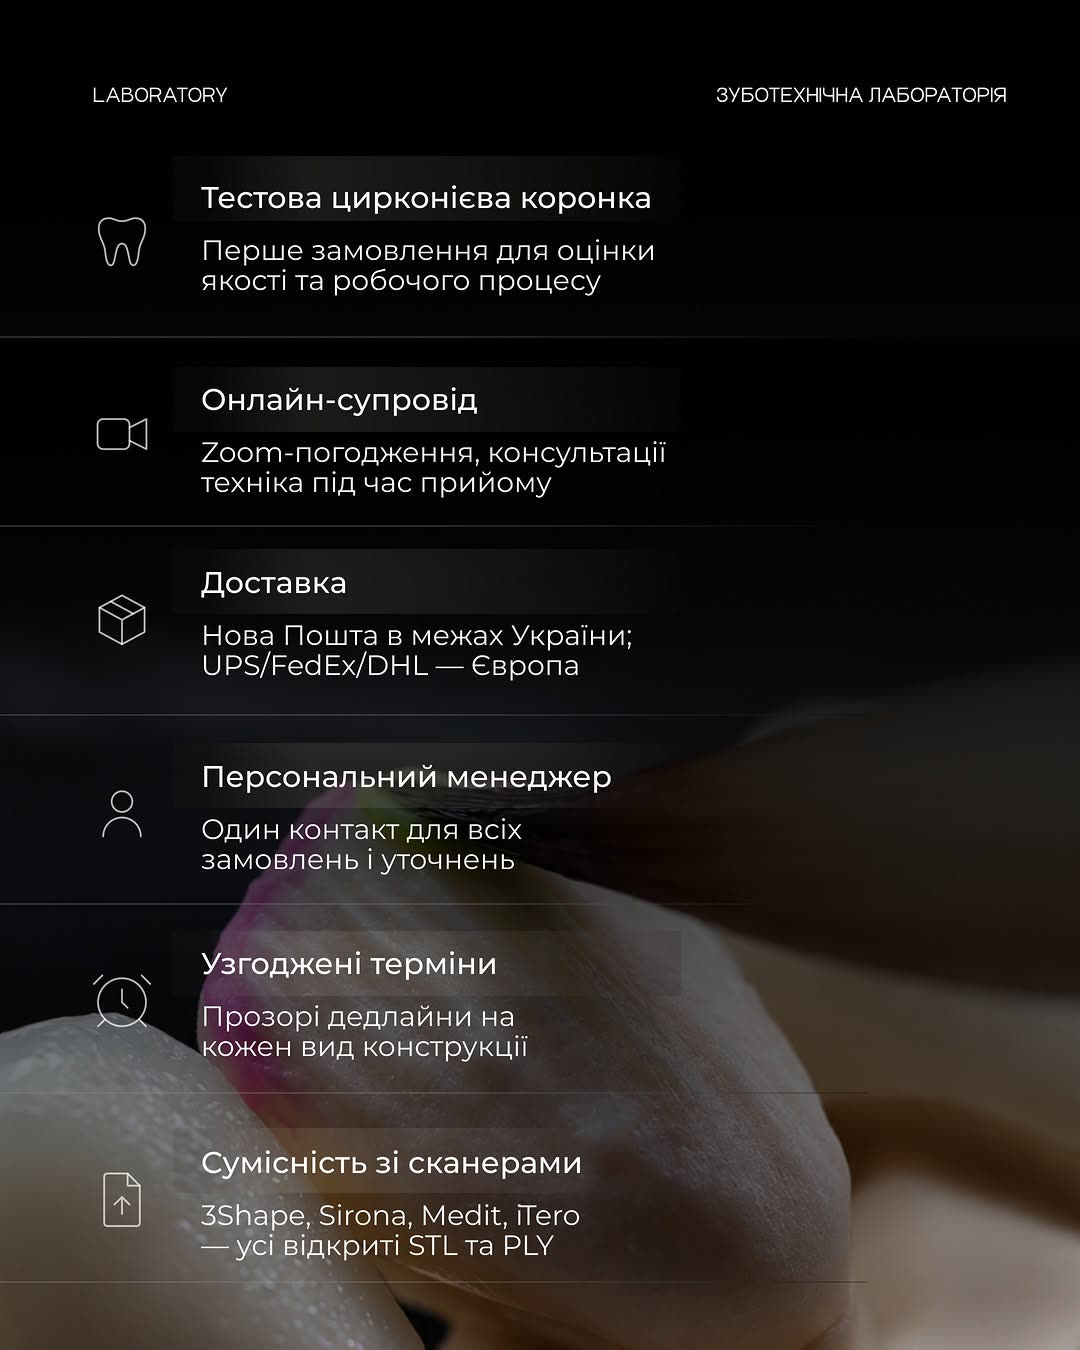 LABORATORY
ЗУБОТЕХНІЧНА ЛАБОРАТОРІЯ
Тестова цирконієва коронка
Перше замовлення для оцінки
якості та робочого процесу
Онлайн-супровід
Zoom-погодження, консультації
техніка під час прийому
Доставка
Нова Пошта в межах України;
UPS/FedEx/DHL — Європа
Персональний менеджер
Один контакт для всіх
замовлень і уточнень
Узгоджені терміни
Прозорі дедлайни на
кожен вид конструкції
Сумісність зі сканерами
3Shape, Sirona, Medit, iTero
— усі відкриті STL та PLY